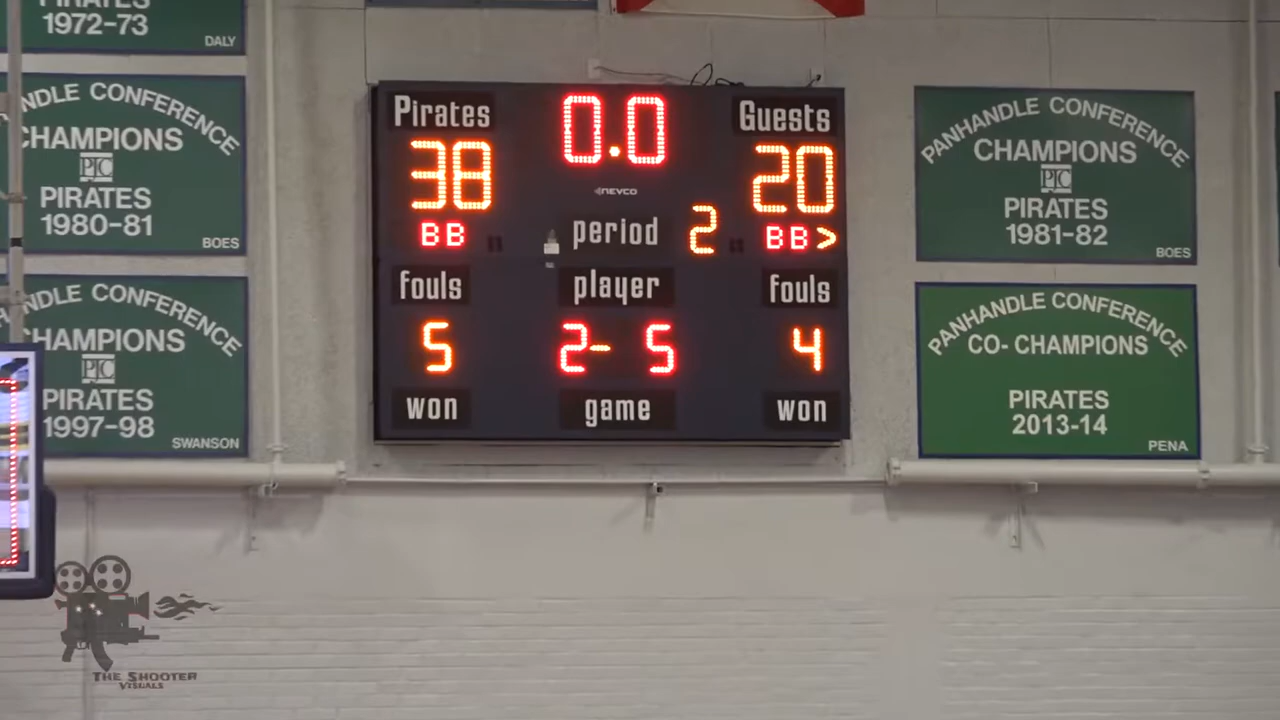 PIRATES
1972-73
DALY
NDLE CONFERENCE
CHAMPIONS
PJC
PIRATES
1980-81
BOES
NDLE CONFERENCE
CHAMPIONS
PJC
PIRATES
1997-98
SWANSON
Pirates
0.0
Guests
38
20
NEVCO
BB
period
2
BB>
fouls
player
fouls
5
2- 5
4
won
game
won
PANHANDLE CONFERENCE
CHAMPIONS
PJC
PIRATES
1981-82
BOES
PANHANDLE CONFERENCE
CO- CHAMPIONS
PIRATES
2013-14
PENA
THE SHOOTER
VISUALS